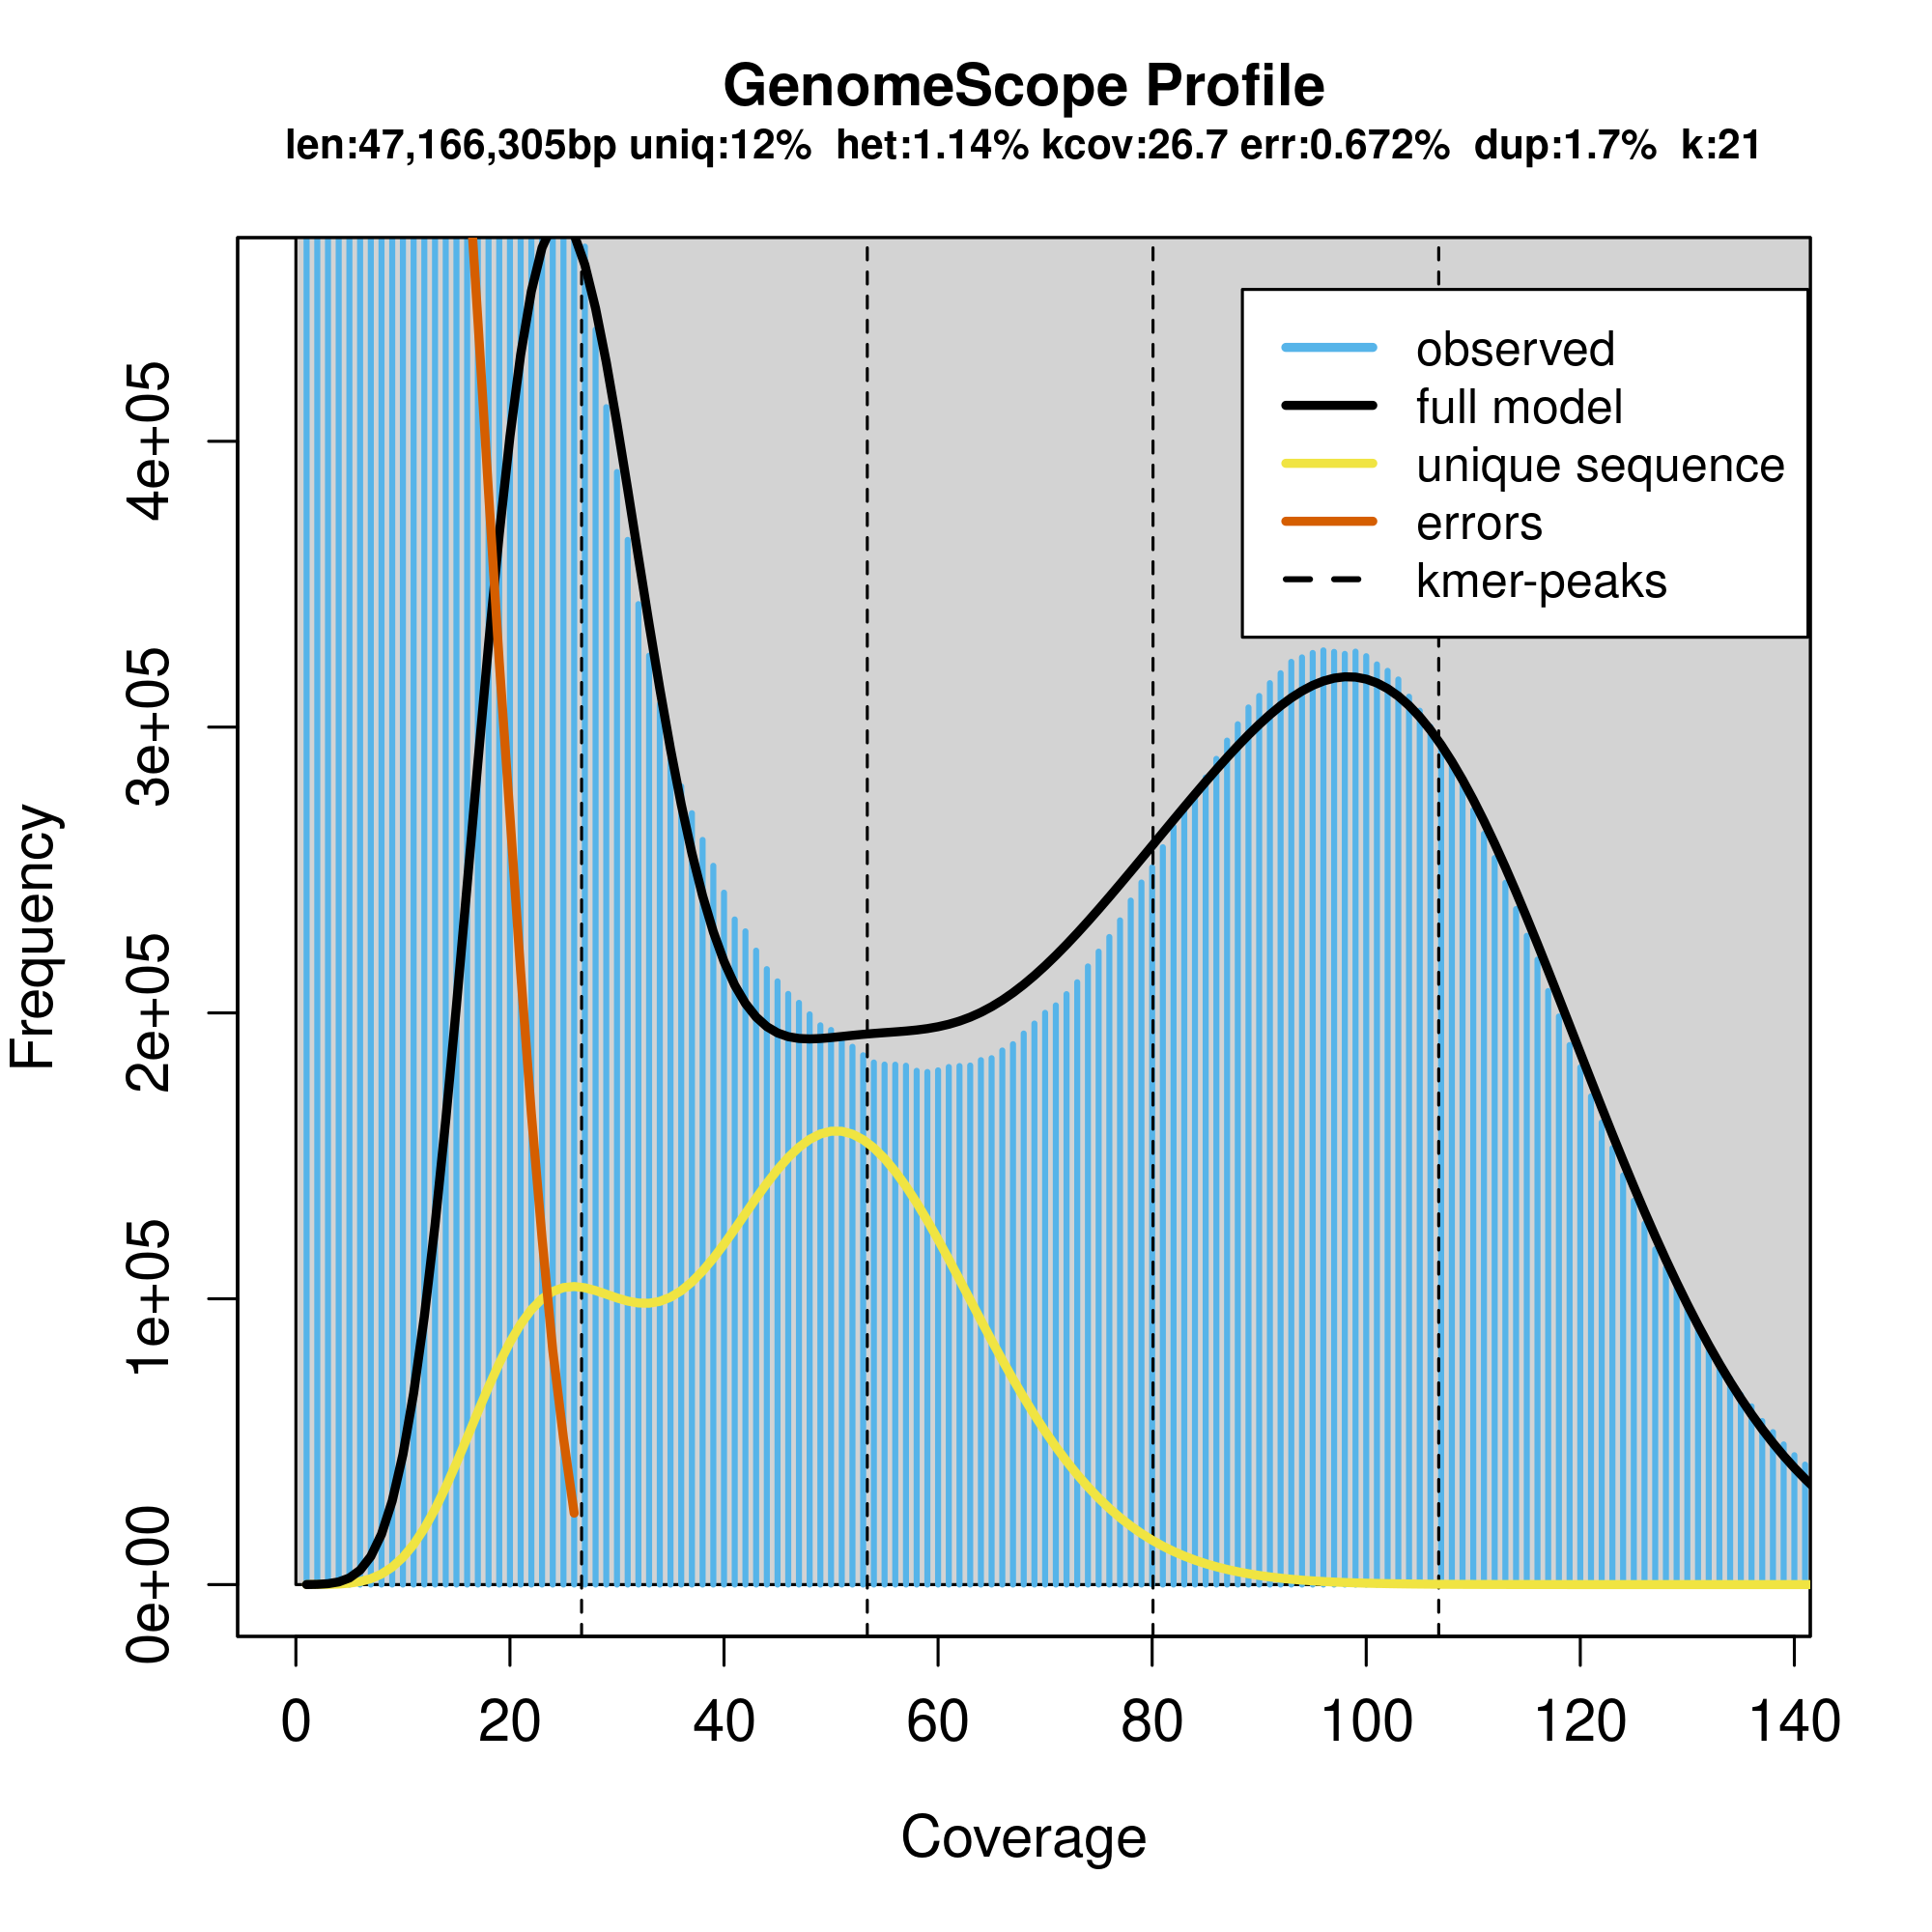 GenomeScope Profile
len:47,166,305bp uniq:12%  het:1.14% kcov:26.7 err:0.672%  dup:1.7%  k:21
observed
full model
unique sequence
errors
kmer-peaks
Frequency
4e+05
3e+05
2e+05
1e+05
0e+00
0 20 40 60 80 100 120 140
Coverage